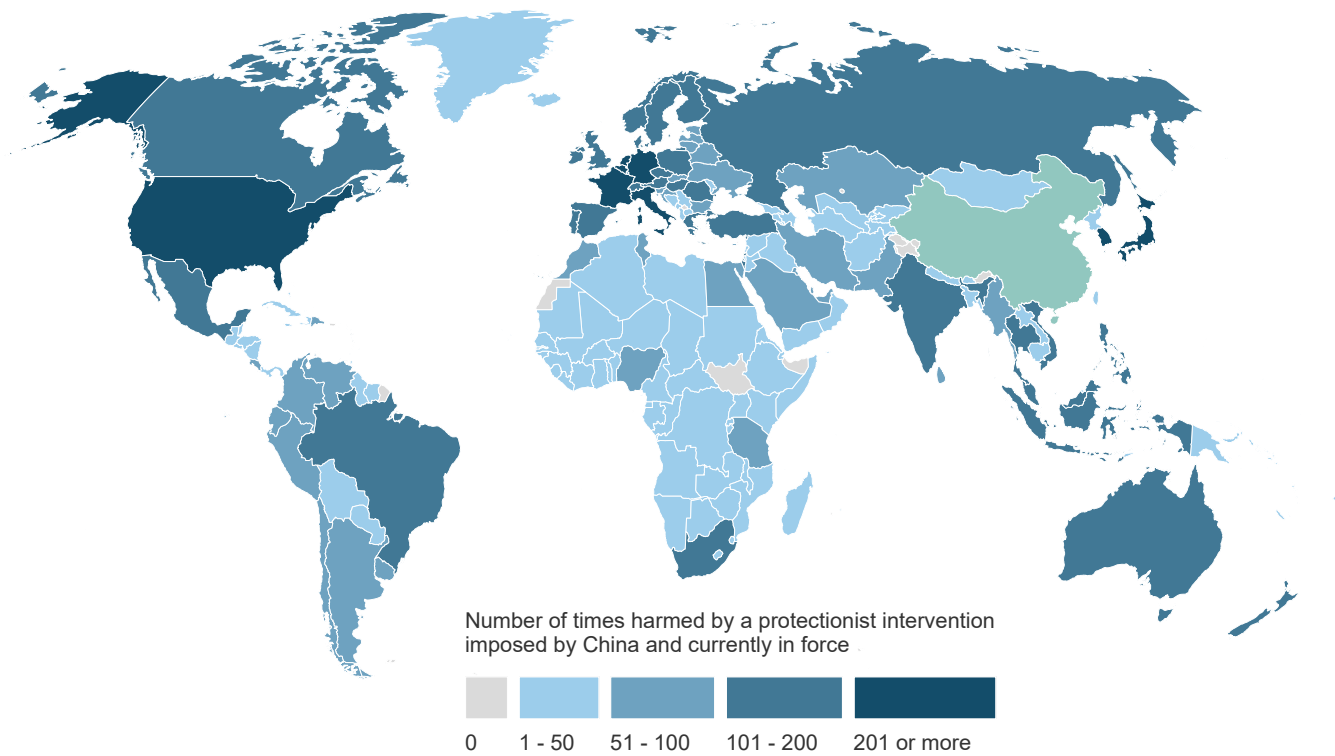 Number of times harmed by a protectionist intervention
imposed by China and currently in force
0
1 - 50
51 - 100
101 - 200
201 or more